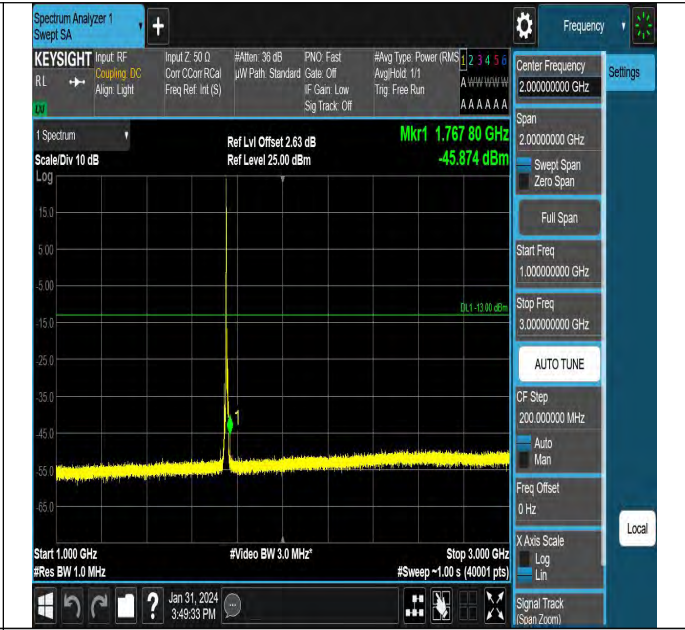 Spectrum Analyzer 1
Swept SA
+
Frequency
KEYSIGHT
RL
Input: RF
Coupling: DC
Align: Light
Input Z: 50 Ω
Corr CCorr RCal
Freq Ref: Int (S)
#Atten: 36 dB
µW Path: Standard
PNO: Fast
Gate: Off
IF Gain: Low
Sig Track: Off
#Avg Type: Power (RMS
Avg|Hold: 1/1
Trig: Free Run
1 2 3 4 5 6
A W W W W W
A A A A A A
1 Spectrum
Scale/Div 10 dB
Log
Ref Lvl Offset 2.63 dB
Ref Level 25.00 dBm
Mkr1 1.767 80 GHz
-45.874 dBm
15.0
5.00
-5.00
-15.0
-25.0
-35.0
-45.0
-55.0
-65.0
DL1 -13.00 dBm
1
Start 1.000 GHz
#Res BW 1.0 MHz
#Video BW 3.0 MHz*
Stop 3.000 GHz
#Sweep ~1.00 s (40001 pts)
Center Frequency
2.000000000 GHz
Settings
Span
2.00000000 GHz
Swept Span
Zero Span
Full Span
Start Freq
1.000000000 GHz
Stop Freq
3.000000000 GHz
AUTO TUNE
CF Step
200.000000 MHz
Auto
Man
Freq Offset
0 Hz
X Axis Scale
Log
Lin
Local
Signal Track
(Span Zoom)
?
Jan 31, 2024
3:49:33 PM